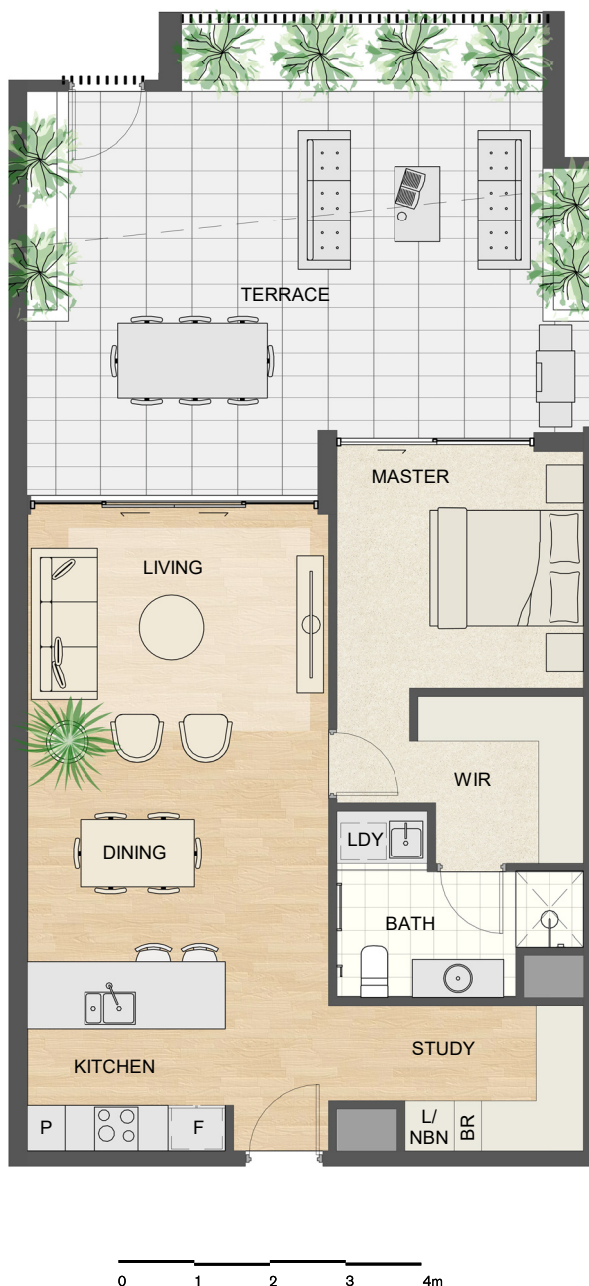 TERRACE
MASTER
LIVING
WIR
LDY
DINING
BATH
STUDY
KITCHEN
P
F
L/
NBN
BR
0 1 2 3 4m